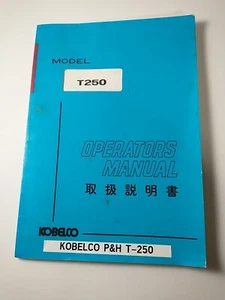 MODEL
T250
OPERATORS
MANUAL
取扱説明書
KOBELCO
KOBELCO P&H T-250